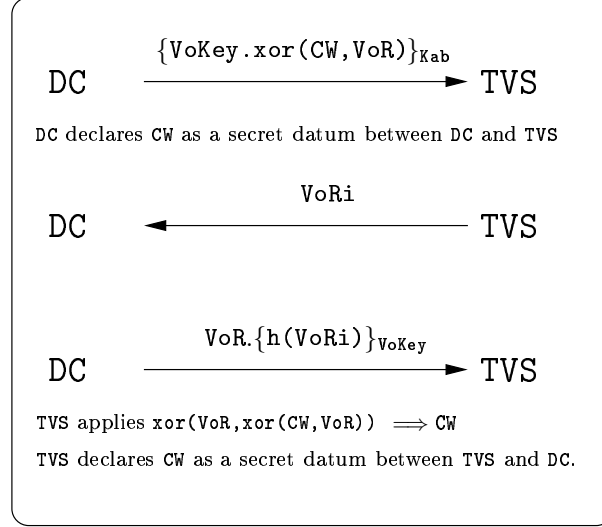 {VoKey.xor(CW,VoR)}Kab
DC TVS
DC declares CW as a secret datum between DC and TVS
VoRi
DC TVS
VoR.{h(VoRi)}VoKey
DC TVS
TVS applies xor(VoR,xor(CW,VoR)) ⟹ CW
TVS declares CW as a secret datum between TVS and DC.